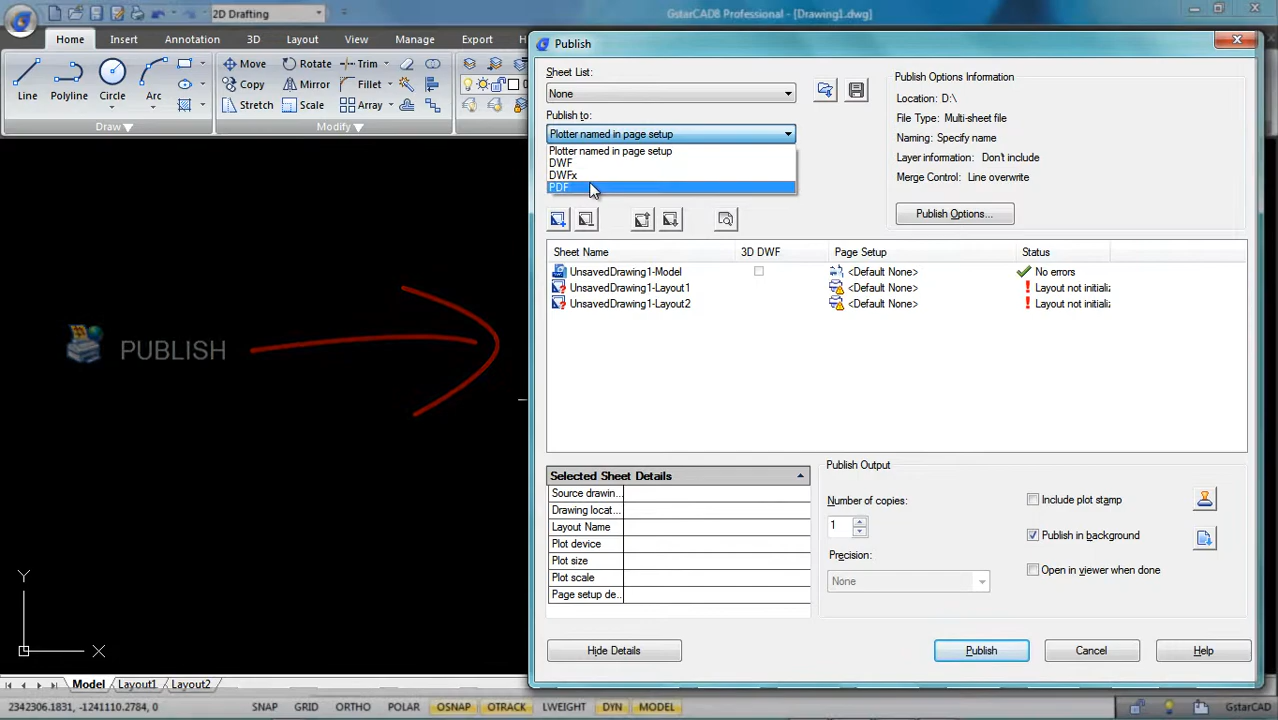 2D Drafting
GstarCAD8 Professional - [Drawing1.dwg]
Home Insert Annotation 3D Layout View Manage Export H
Line Polyline Circle Arc
Move Rotate Trim
Copy Mirror Fillet
Stretch Scale Array
Draw Modify
0
Publish
Sheet List:
None
Publish to:
Plotter named in page setup
Plotter named in page setup
DWF
DWFx
PDF
Publish Options Information
Location: D:\
File Type: Multi-sheet file
Naming: Specify name
Layer information: Don't include
Merge Control: Line overwrite
Publish Options...
Sheet Name 3D DWF Page Setup Status
UnsavedDrawing1-Model <Default None> No errors
UnsavedDrawing1-Layout1 <Default None> Layout not initializ
UnsavedDrawing1-Layout2 <Default None> Layout not initializ
PUBLISH
Selected Sheet Details
Source drawin...
Drawing locat...
Layout Name
Plot device
Plot size
Plot scale
Page setup de...
Publish Output
Number of copies:
1
Precision:
None
Include plot stamp
Publish in background
Open in viewer when done
Hide Details Publish Cancel Help
Y
X
Model Layout1 Layout2
2342306.1831, -1241110.2784, 0 SNAP GRID ORTHO POLAR OSNAP OTRACK LWEIGHT DYN MODEL GstarCAD